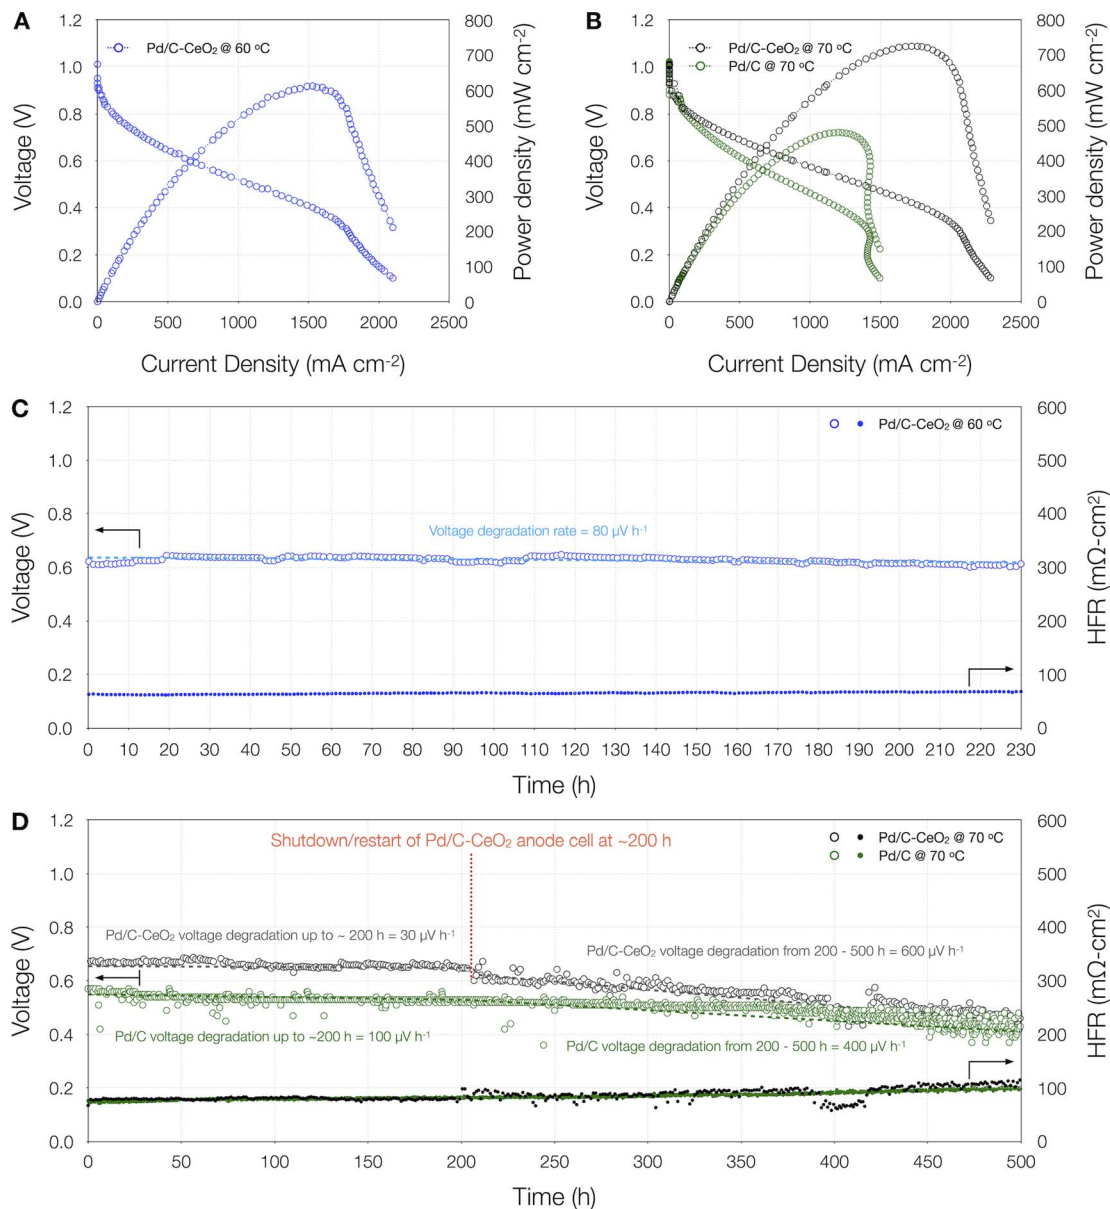 A
Pd/C-CeO₂ @ 60 ºC
1.2
1.0
0.8
0.6
0.4
0.2
0.0
Voltage (V)
800
700
600
500
400
300
200
100
0
Power density (mW cm⁻²)
0 500 1000 1500 2000 2500
Current Density (mA cm⁻²)
B
Pd/C-CeO₂ @ 70 ºC
Pd/C @ 70 ºC
1.2
1.0
0.8
0.6
0.4
0.2
0.0
Voltage (V)
800
700
600
500
400
300
200
100
0
Power density (mW cm⁻²)
0 500 1000 1500 2000 2500
Current Density (mA cm⁻²)
C
Pd/C-CeO₂ @ 60 ºC
Voltage degradation rate = 80 µV h⁻¹
1.2
1.0
0.8
0.6
0.4
0.2
0.0
Voltage (V)
600
500
400
300
200
100
0
HFR (mΩ-cm²)
0 10 20 30 40 50 60 70 80 90 100 110 120 130 140 150 160 170 180 190 200 210 220 230
Time (h)
D
Shutdown/restart of Pd/C-CeO₂ anode cell at ~200 h
Pd/C-CeO₂ @ 70 ºC
Pd/C @ 70 ºC
Pd/C-CeO₂ voltage degradation up to ~ 200 h = 30 µV h⁻¹
Pd/C-CeO₂ voltage degradation from 200 - 500 h = 600 µV h⁻¹
Pd/C voltage degradation up to ~200 h = 100 µV h⁻¹
Pd/C voltage degradation from 200 - 500 h = 400 µV h⁻¹
1.2
1.0
0.8
0.6
0.4
0.2
0.0
Voltage (V)
600
500
400
300
200
100
0
HFR (mΩ-cm²)
0 50 100 150 200 250 300 350 400 450 500
Time (h)